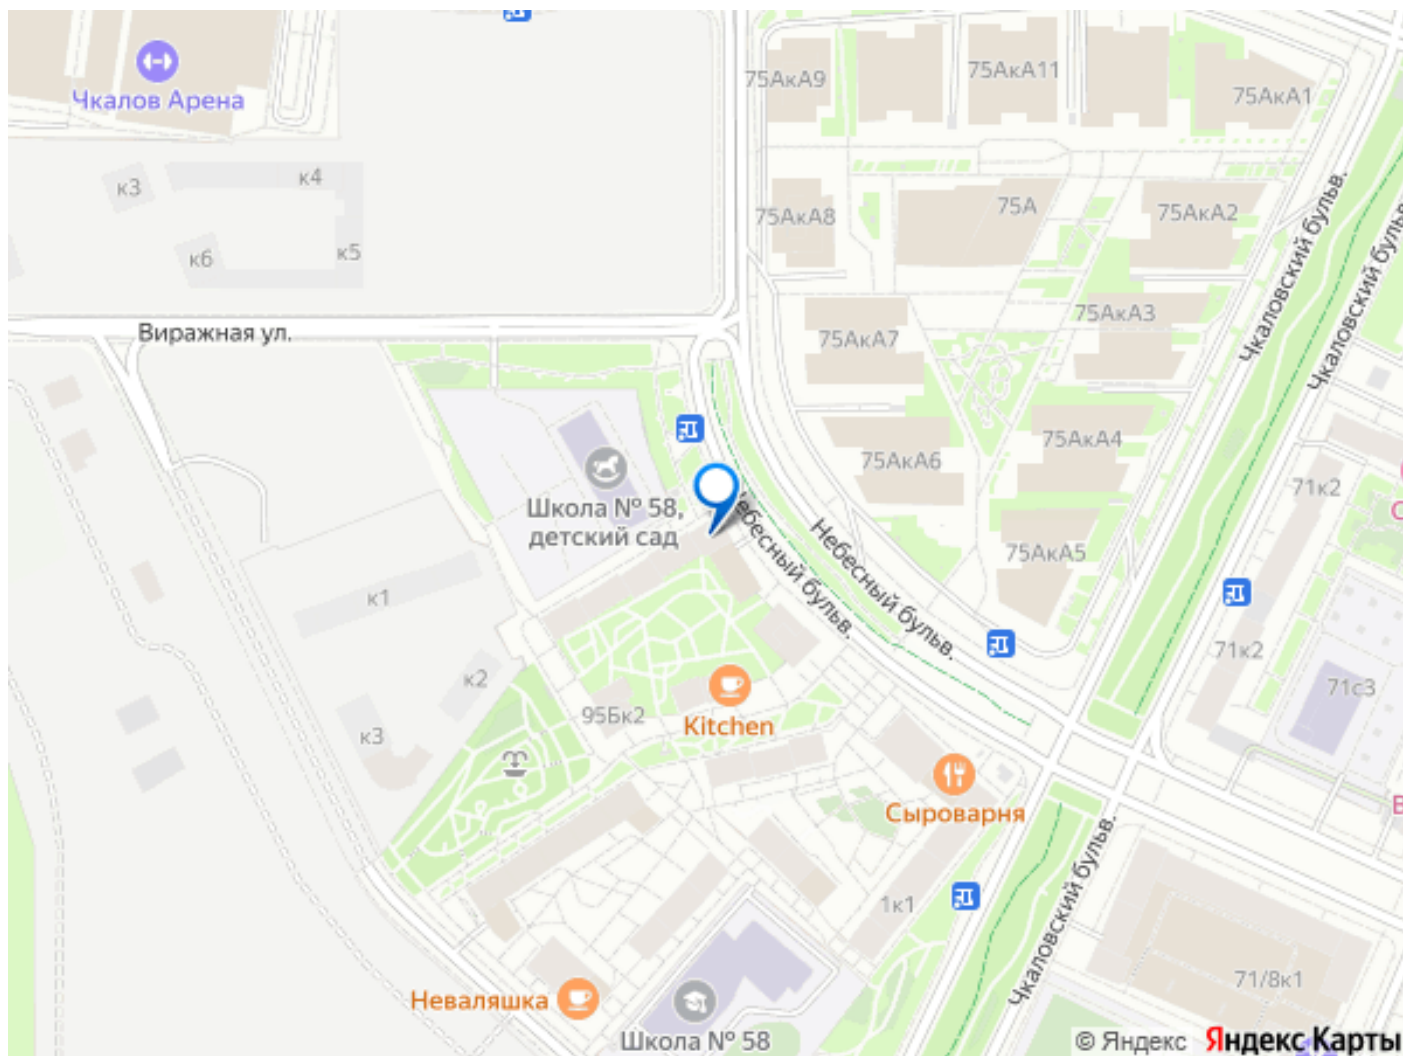 75АкА9
75АкА11
75АкА1
Чкалов Арена
к3
к4
к5
к6
75АкА8
75А
75АкА2
Чкаловский бульв.
Чкаловский бульв.
Виражная ул.
75АкА7
75АкА3
75АкА6
75АкА4
71к2
Школа № 58,
детский сад
Небесный бульв.
Небесный бульв.
75АкА5
к1
71к2
71с3
к2
к3
95Бк2
Kitchen
Сыроварня
1к1
Чкаловский бульв.
71/8к1
Неваляшка
Школа № 58
© Яндекс Яндекс Карты